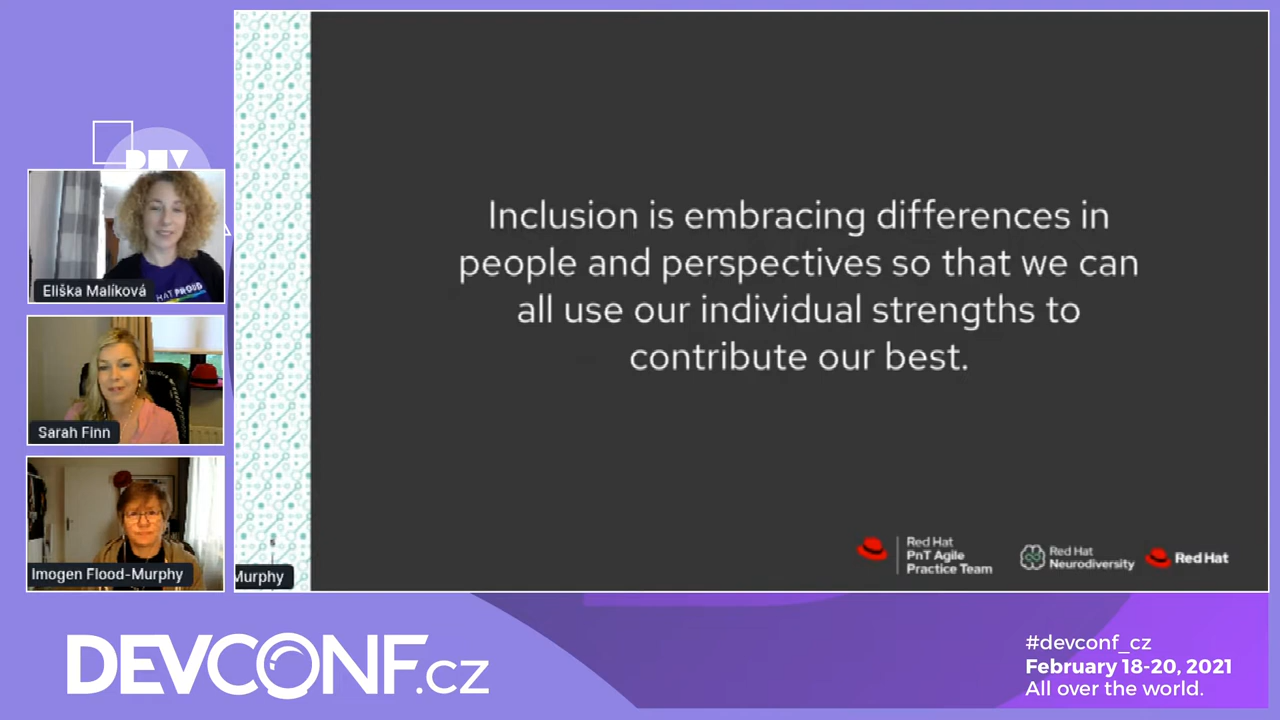 Inclusion is embracing differences in
people and perspectives so that we can
all use our individual strengths to
contribute our best.
Eliška Malíková
HAT PROUD
Sarah Finn
Imogen Flood-Murphy
Murphy
Red Hat
PnT Agile
Practice Team
Red Hat
Neurodiversity
Red Hat
DEVCONF.cz
#devconf_cz
February 18-20, 2021
All over the world.